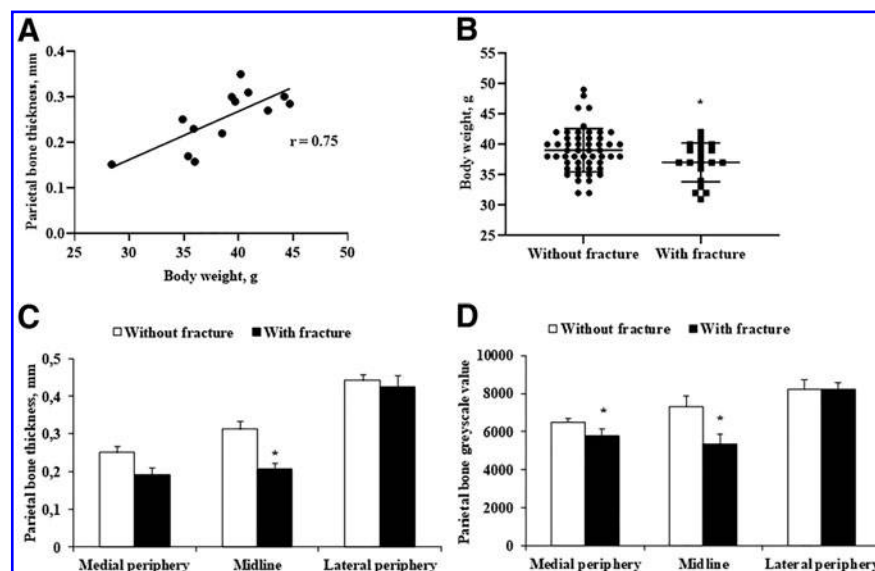 A
Parietal bone thickness, mm
0.4
0.3
0.2
0.1
0.0
25
30
35
40
45
50
Body weight, g
r = 0.75
B
Body weight, g
55
50
45
40
35
30
25
*
Without fracture
With fracture
C
Without fracture
With fracture
Parietal bone thickness, mm
0,5
0,4
0,3
0,2
0,1
0
*
Medial periphery
Midline
Lateral periphery
D
Without fracture
With fracture
Parietal bone greyscale value
10000
8000
6000
4000
2000
0
*
*
Medial periphery
Midline
Lateral periphery